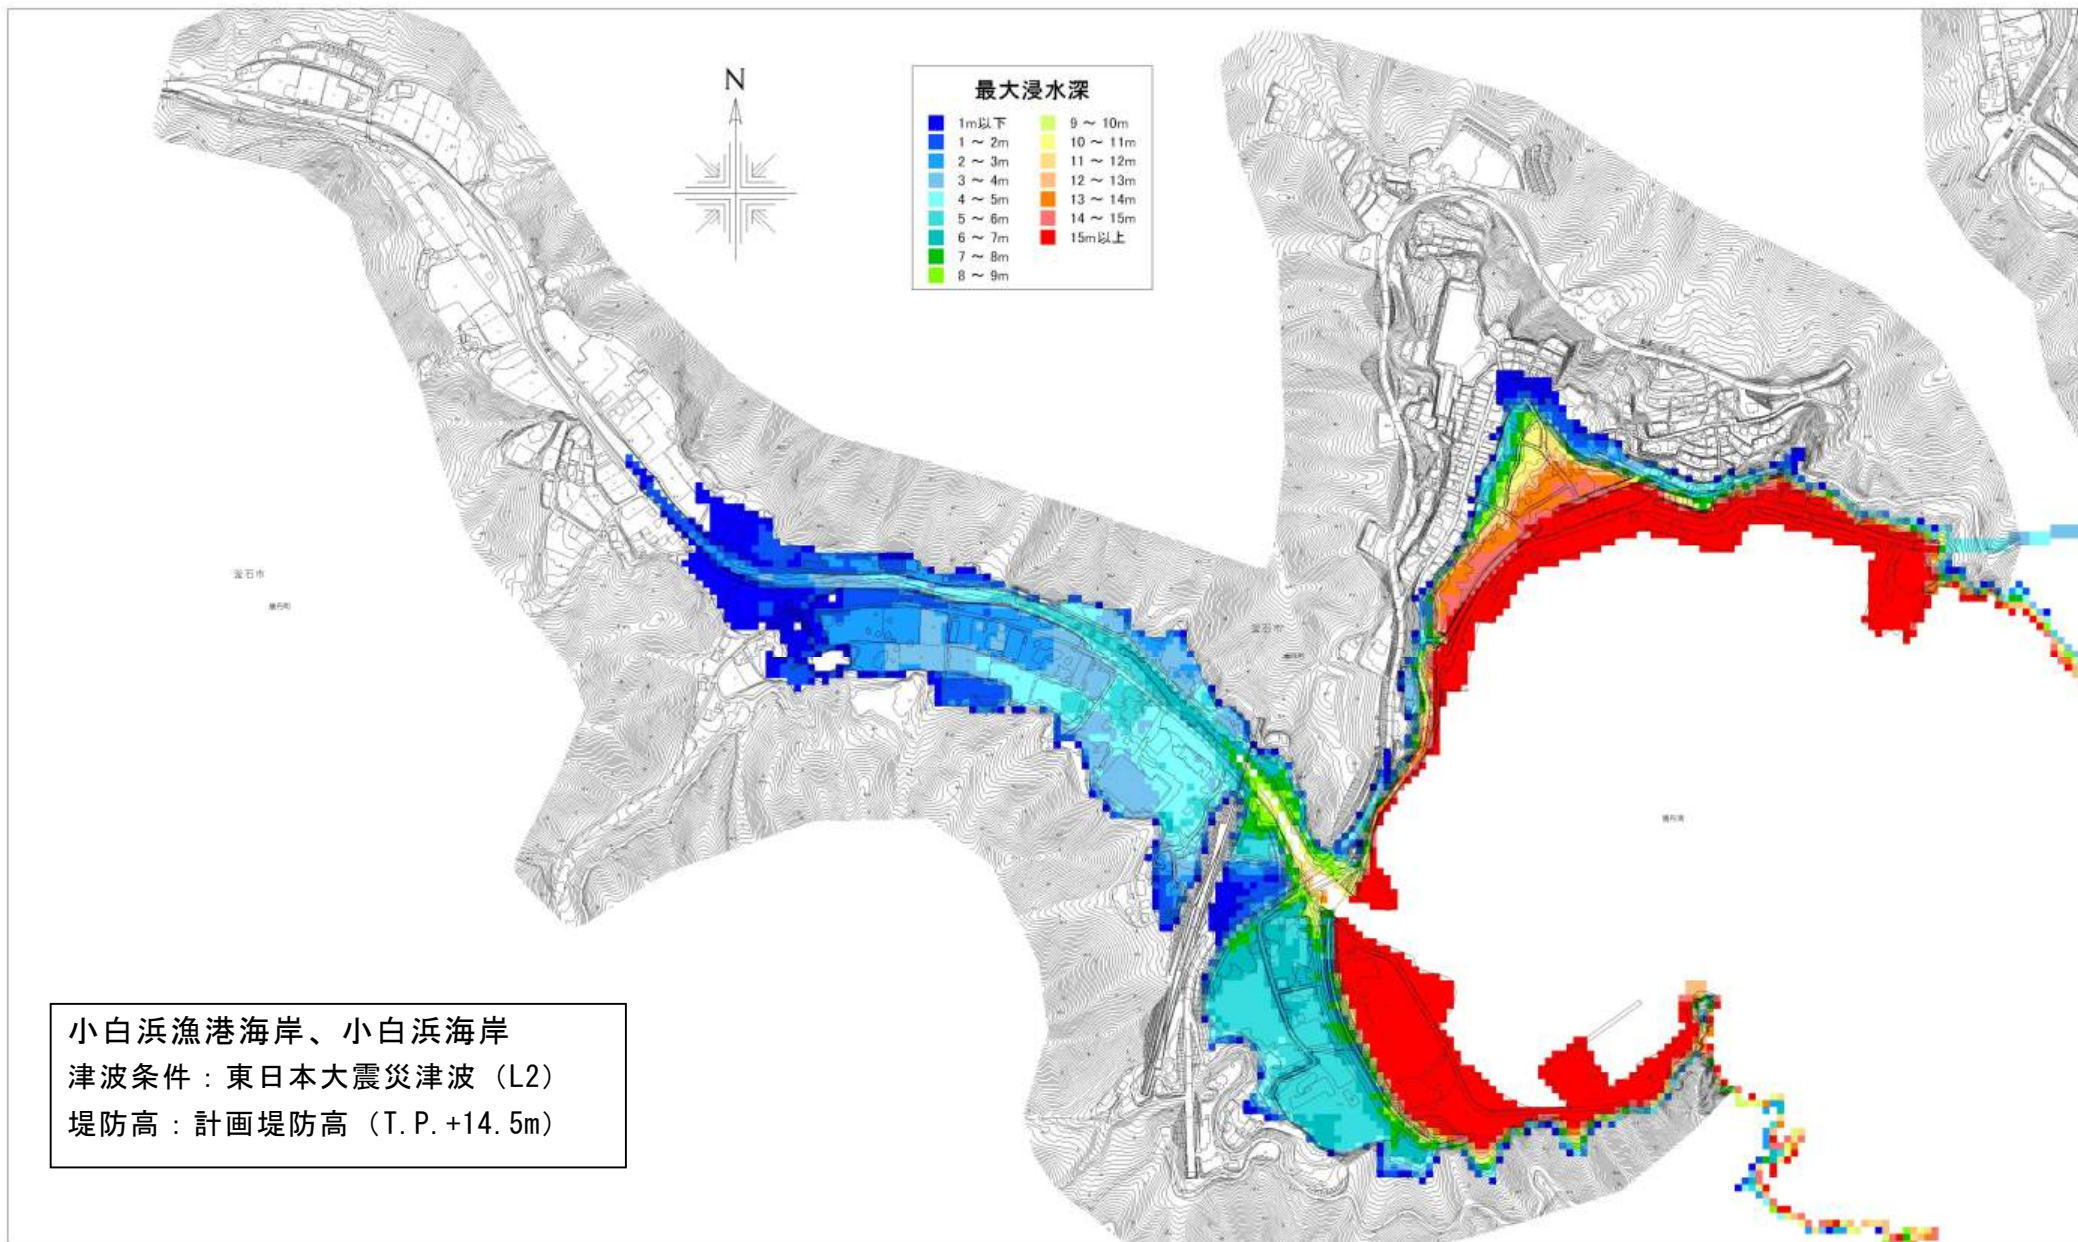 N
最大浸水深
1m以下
1 ～ 2m
2 ～ 3m
3 ～ 4m
4 ～ 5m
5 ～ 6m
6 ～ 7m
7 ～ 8m
8 ～ 9m
9 ～ 10m
10 ～ 11m
11 ～ 12m
12 ～ 13m
13 ～ 14m
14 ～ 15m
15m以上
釜石市
釜石市
小白浜漁港海岸、小白浜海岸
津波条件：東日本大震災津波（L2）
堤防高：計画堤防高（T.P.+14.5m）